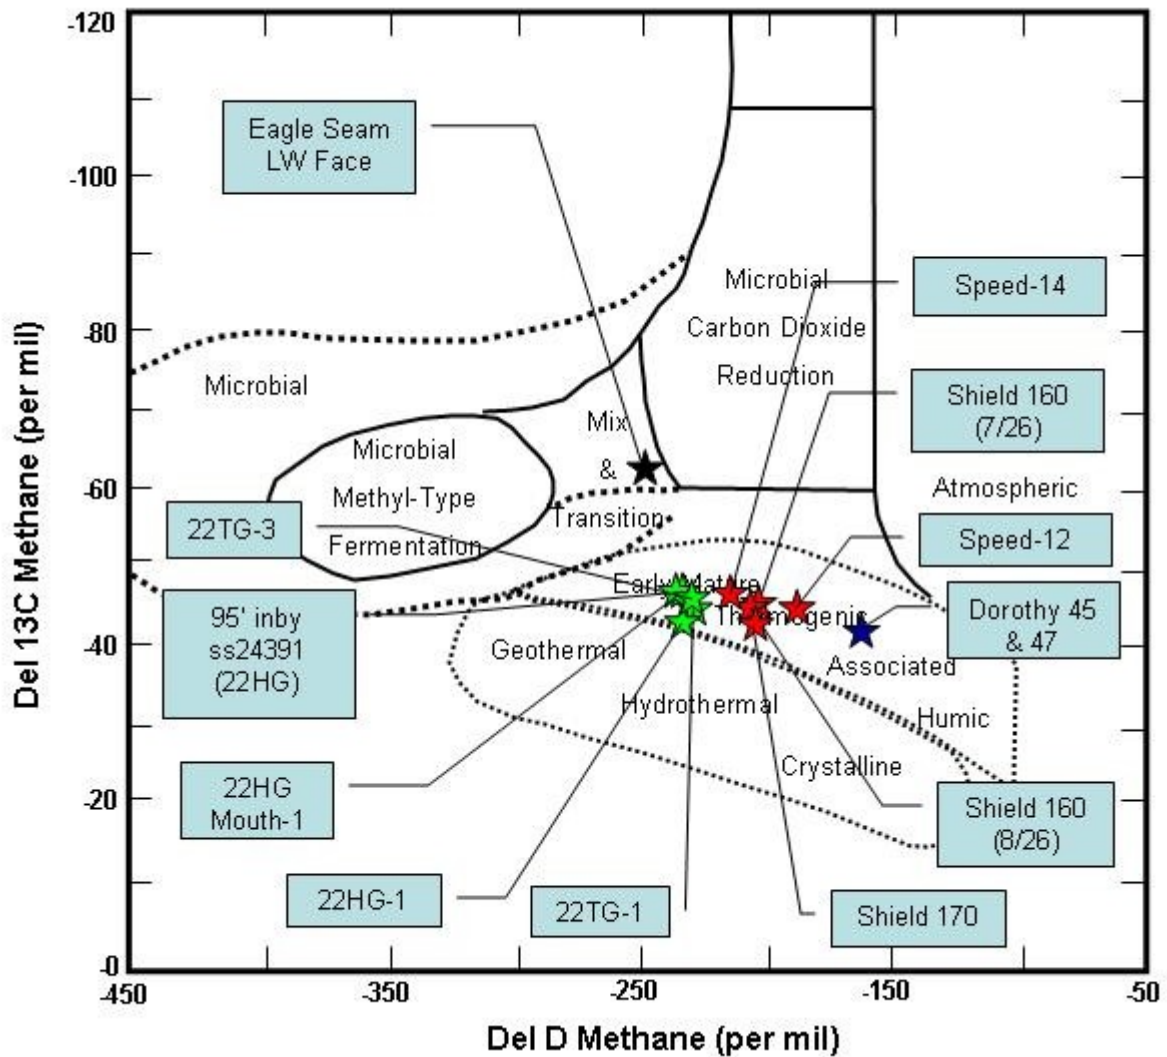 -120
-100
-80
-60
-40
-20
-0
-450
-350
-250
-150
-50
Del 13C Methane (per mil)
Del D Methane (per mil)
Eagle Seam
LW Face
Speed-14
Shield 160
(7/26)
Speed-12
Dorothy 45
& 47
Shield 160
(8/26)
Shield 170
22TG-1
22HG-1
22HG
Mouth-1
95' inby
ss24391
(22HG)
22TG-3
Microbial
Carbon Dioxide
Reduction
Microbial
Microbial
Methyl-Type
Fermentation
Mix
&
Transition
Atmospheric
Early Mature
Thermogenic
Associated
Humic
Geothermal
Hydrothermal
Crystalline